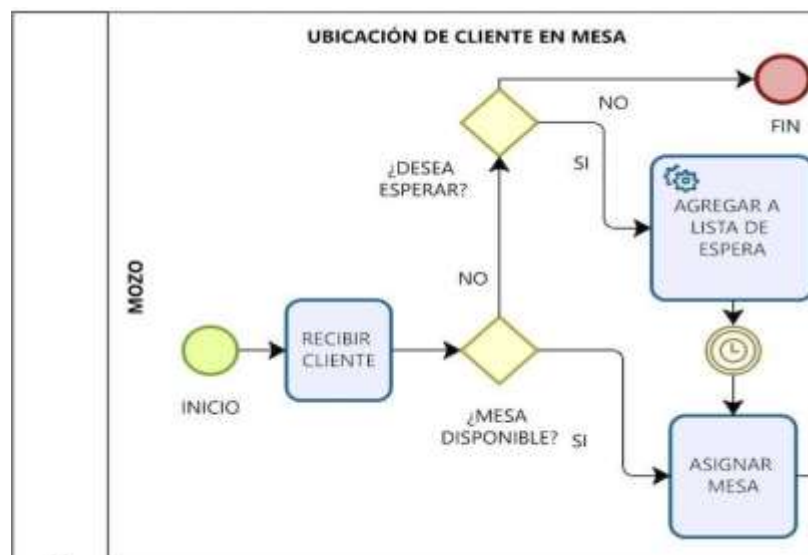 UBICACIÓN DE CLIENTE EN MESA
NO
FIN
¿DESEA
ESPERAR?
SI
AGREGAR A
LISTA DE
ESPERA
MOZO
NO
RECIBIR
CLIENTE
INICIO
¿MESA
DISPONIBLE?
SI
ASIGNAR
MESA